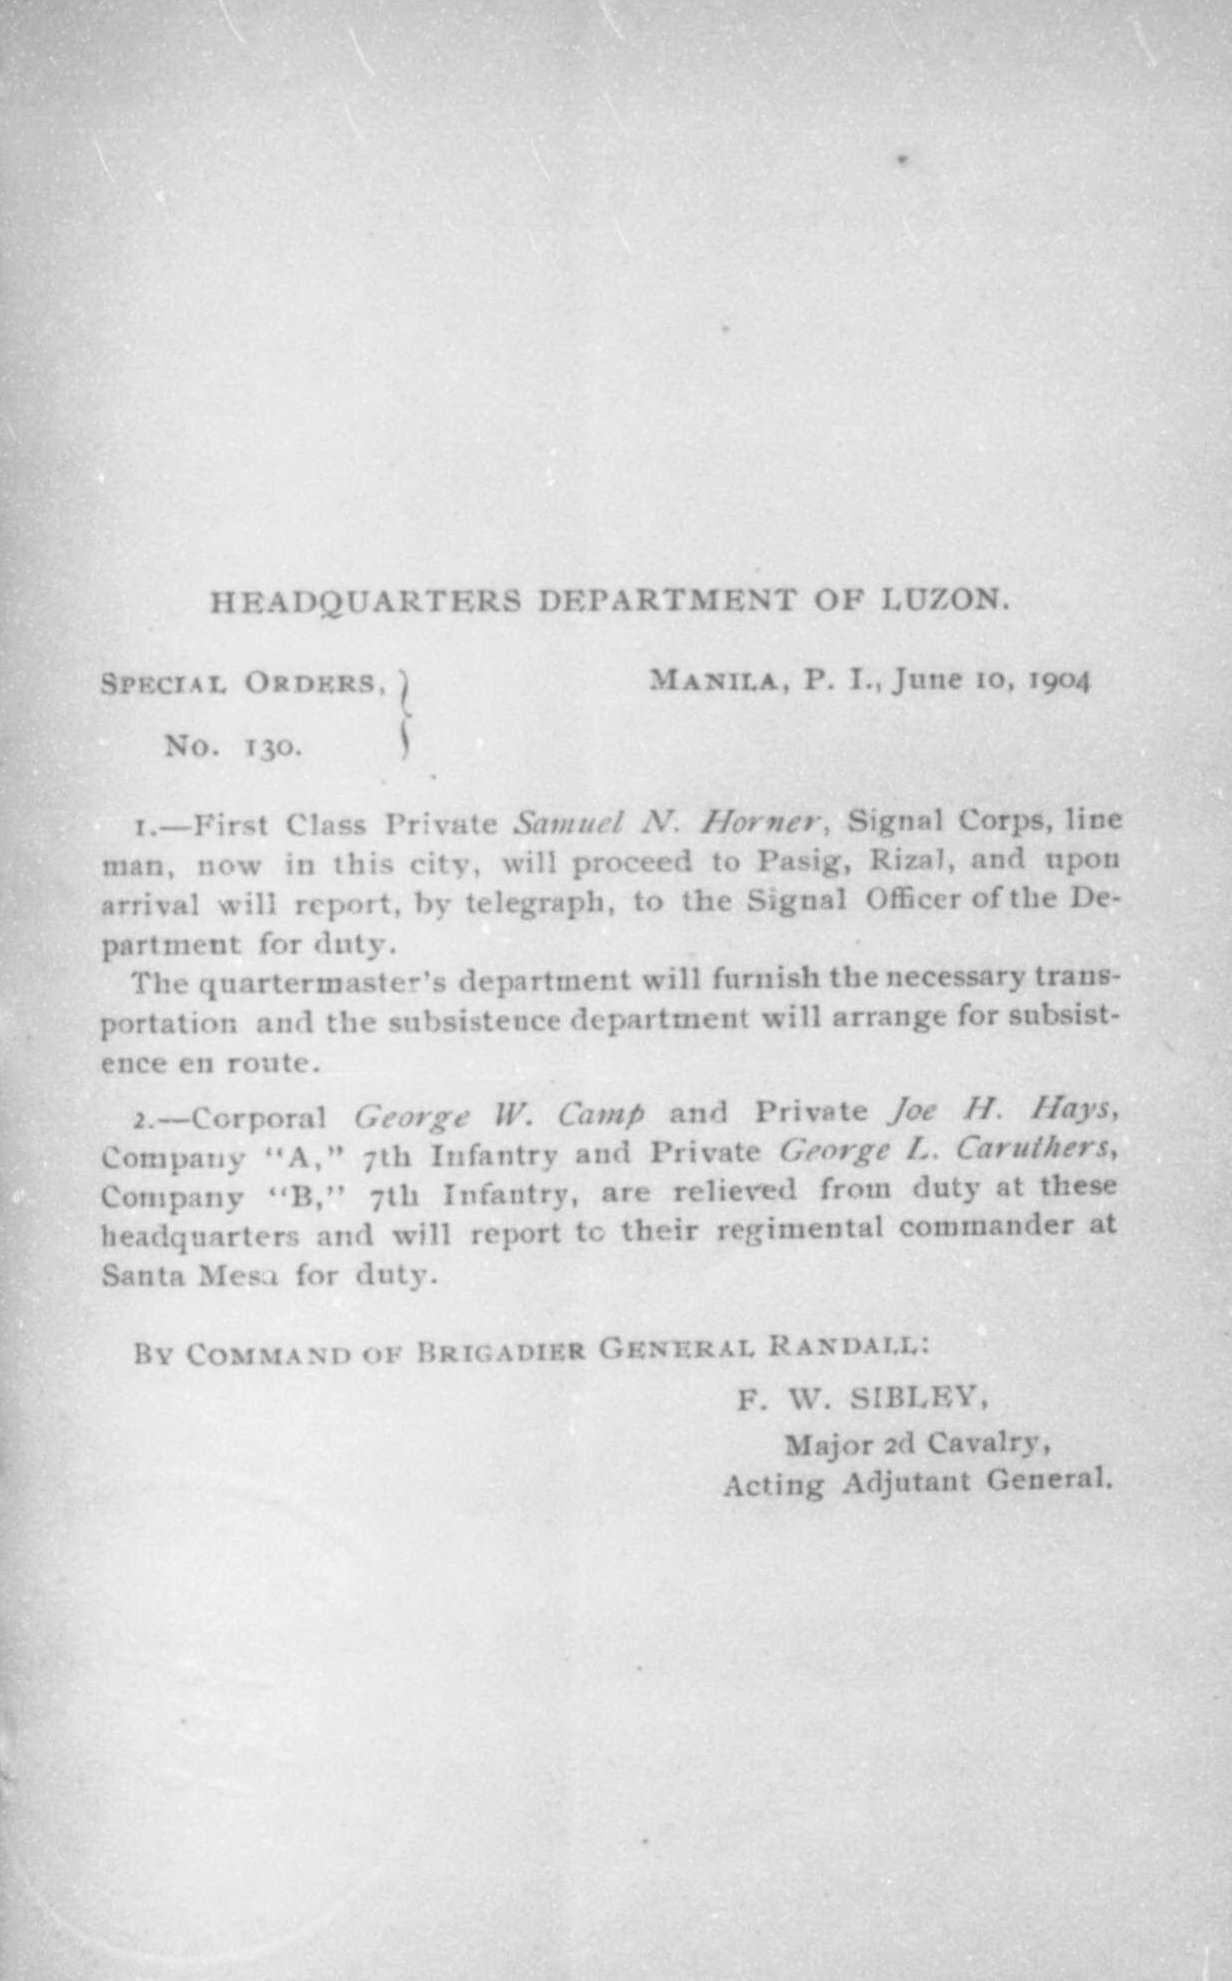 HEADQUARTERS DEPARTMENT OF LUZON.
SPECIAL ORDERS, } MANILA, P. I., June 10, 1904
No. 130.
1.—First Class Private Samuel N. Horner, Signal Corps, line
man, now in this city, will proceed to Pasig, Rizal, and upon
arrival will report, by telegraph, to the Signal Officer of the De-
partment for duty.
The quartermaster's department will furnish the necessary trans-
portation and the subsistence department will arrange for subsist-
ence en route.
2.—Corporal George W. Camp and Private Joe H. Hays,
Company "A," 7th Infantry and Private George L. Caruthers,
Company "B," 7th Infantry, are relieved from duty at these
headquarters and will report to their regimental commander at
Santa Mesa for duty.
BY COMMAND OF BRIGADIER GENERAL RANDALL:
F. W. SIBLEY,
Major 2d Cavalry,
Acting Adjutant General.